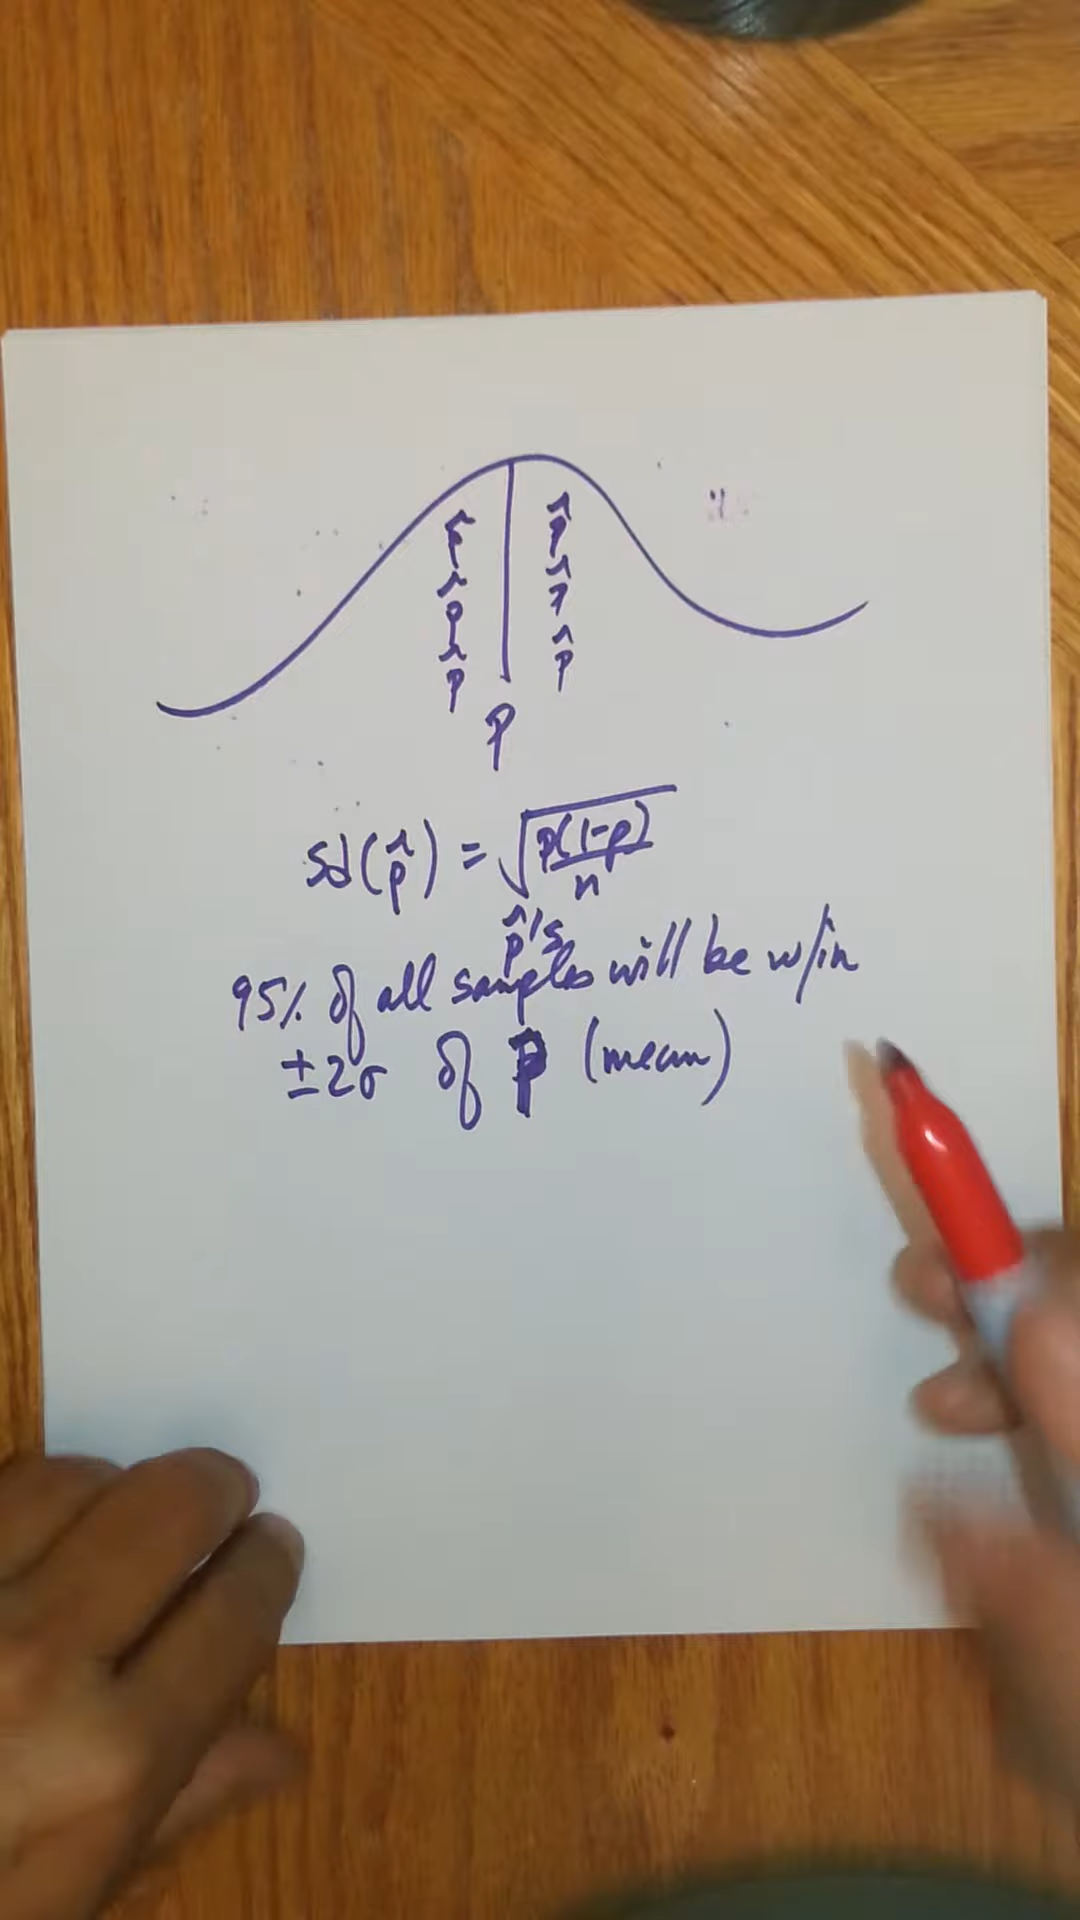 p̂ p̂
p̂ p̂
p̂ p̂
p
sd(p̂) = √(p(1-p)/n)
p̂'s
95% of all samples will be w/in
±2σ of p (mean)